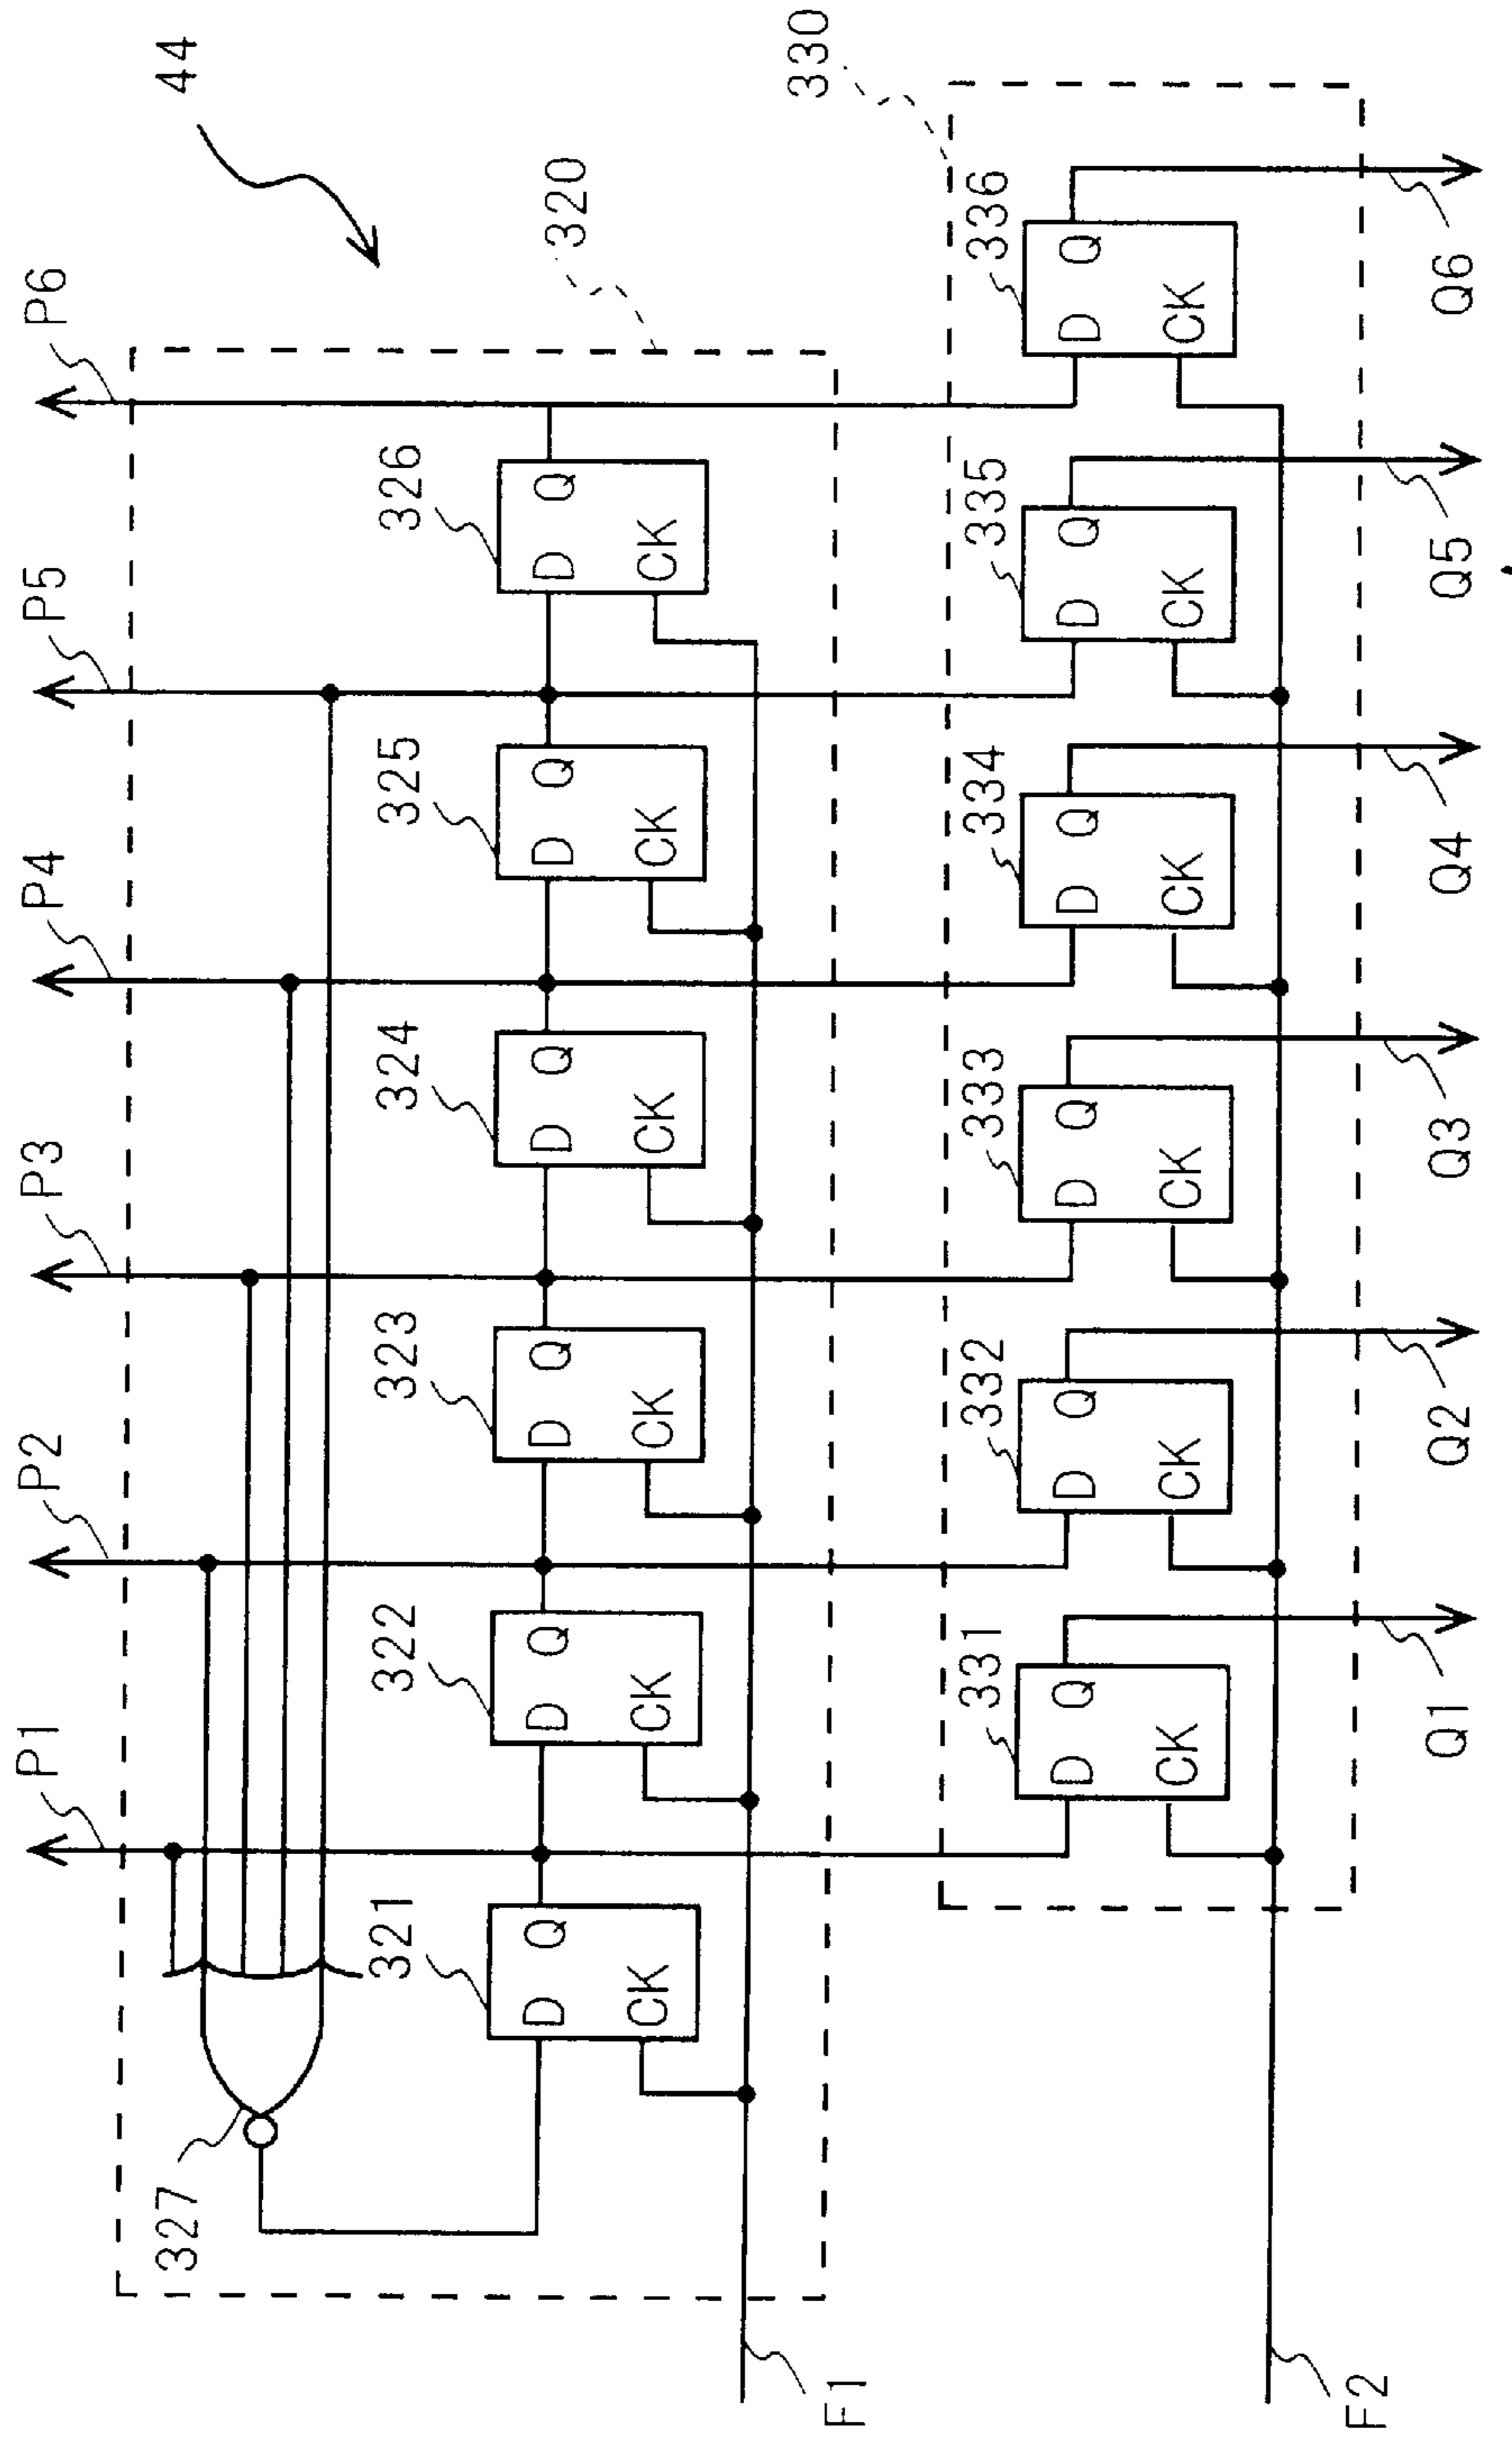 44
P1 P2 P3 P4 P5 P6
327
320
321 322 323 324 325 326
D Q D Q D Q D Q D Q D Q
CK CK CK CK CK CK
F1
330
331 332 333 334 335 336
D Q D Q D Q D Q D Q D Q
CK CK CK CK CK CK
F2
Q1 Q2 Q3 Q4 Q5 Q6